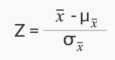 Z = (x̄ - μ_x̄) / σ_x̄